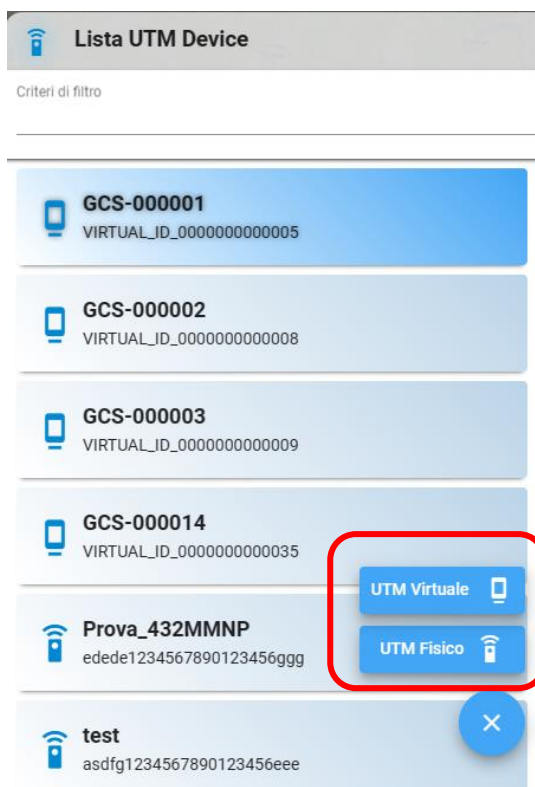 Lista UTM Device
Criteri di filtro
GCS-000001
VIRTUAL_ID_0000000000005
GCS-000002
VIRTUAL_ID_0000000000008
GCS-000003
VIRTUAL_ID_0000000000009
GCS-000014
VIRTUAL_ID_0000000000035
UTM Virtuale
Prova_432MMNP
edede1234567890123456ggg
UTM Fisico
test
asdfg1234567890123456eee